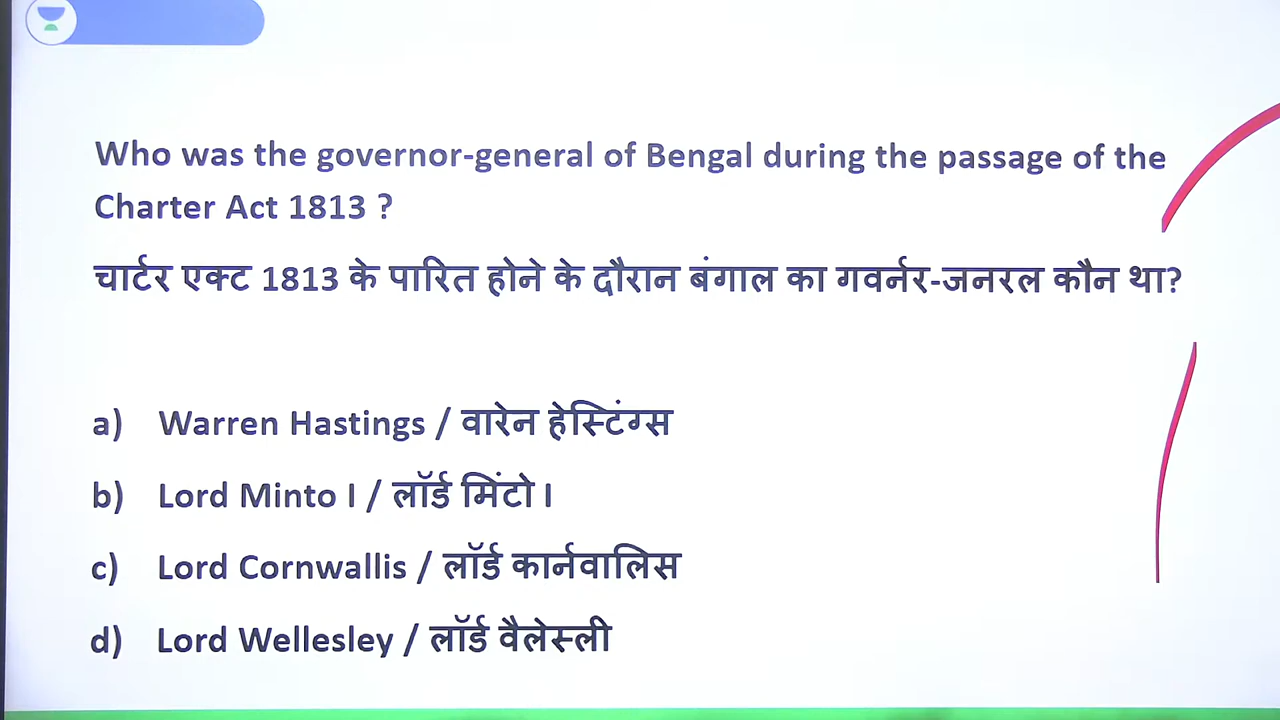 Who was the governor-general of Bengal during the passage of the
Charter Act 1813 ?
चार्टर एक्ट 1813 के पारित होने के दौरान बंगाल का गवर्नर-जनरल कौन था?
a) Warren Hastings / वारेन हेस्टिंग्स
b) Lord Minto I / लॉर्ड मिंटो I
c) Lord Cornwallis / लॉर्ड कार्नवालिस
d) Lord Wellesley / लॉर्ड वैलेस्ली